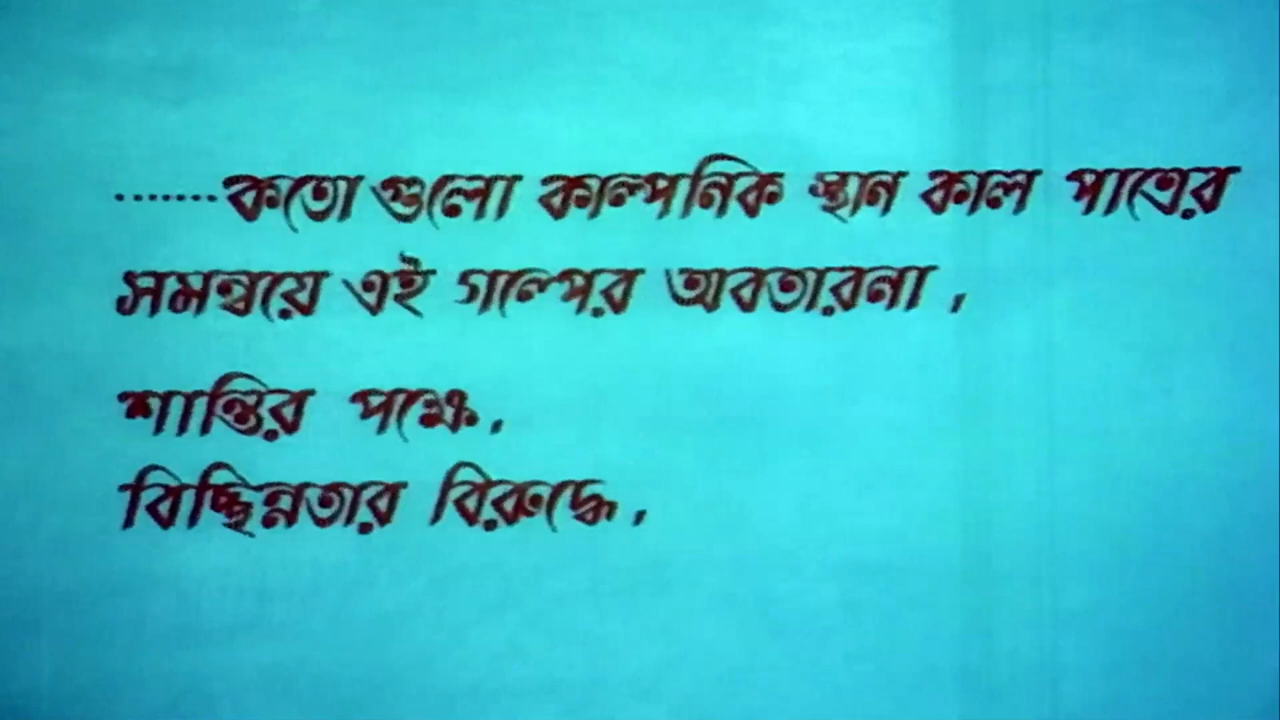 .......কতো গুলো কাল্পনিক স্থান কাল পাত্রের
সমন্বয়ে এই গল্পের অবতারনা ,
শান্তির পক্ষে,
বিচ্ছিন্নতার বিরুদ্ধে,